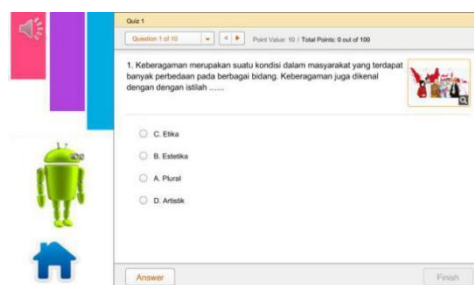 Quiz 1
Question 1 of 10
Point Value: 10 / Total Points: 0 out of 100
1. Keberagaman merupakan suatu kondisi dalam masyarakat yang terdapat
banyak perbedaan pada berbagai bidang. Keberagaman juga dikenal
dengan dengan istilah ......
C. Etika
B. Estetika
A. Plural
D. Artistik
Answer
Finish